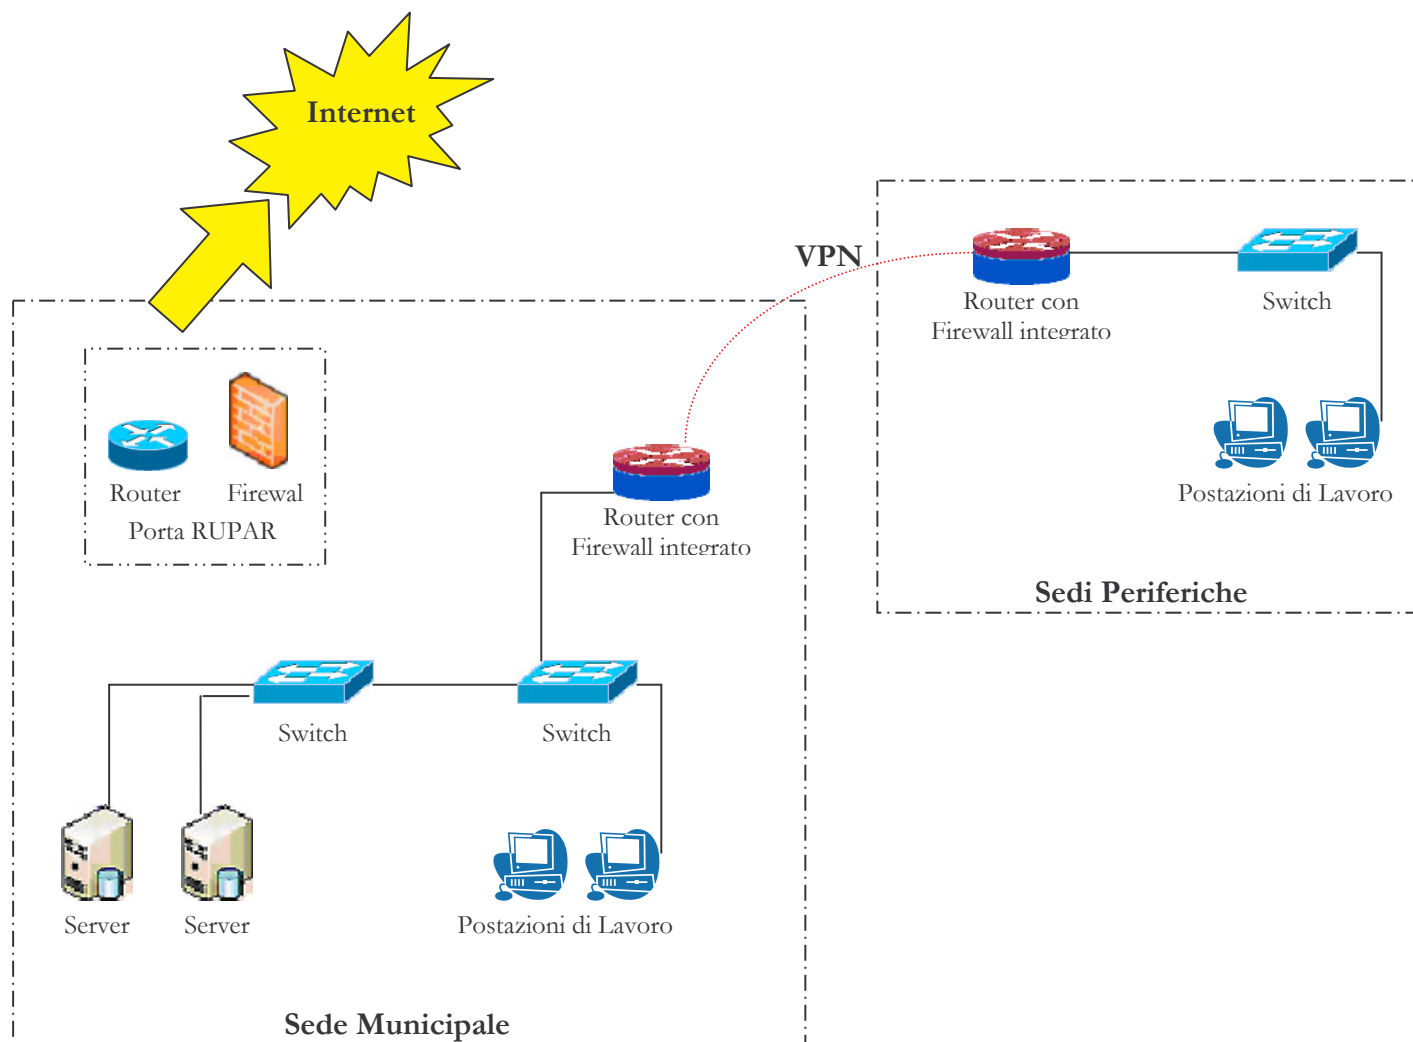 Internet
VPN
Router con
Firewall integrato
Switch
Postazioni di Lavoro
Sedi Periferiche
Router
Firewal
Porta RUPAR
Router con
Firewall integrato
Switch
Switch
Server
Server
Postazioni di Lavoro
Sede Municipale